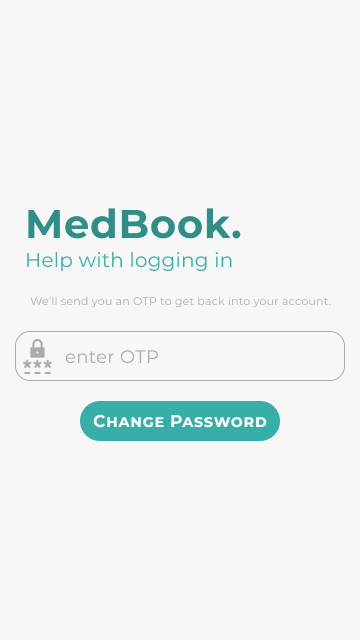 MedBook.
Help with logging in
We'll send you an OTP to get back into your account.
enter OTP
Change Password